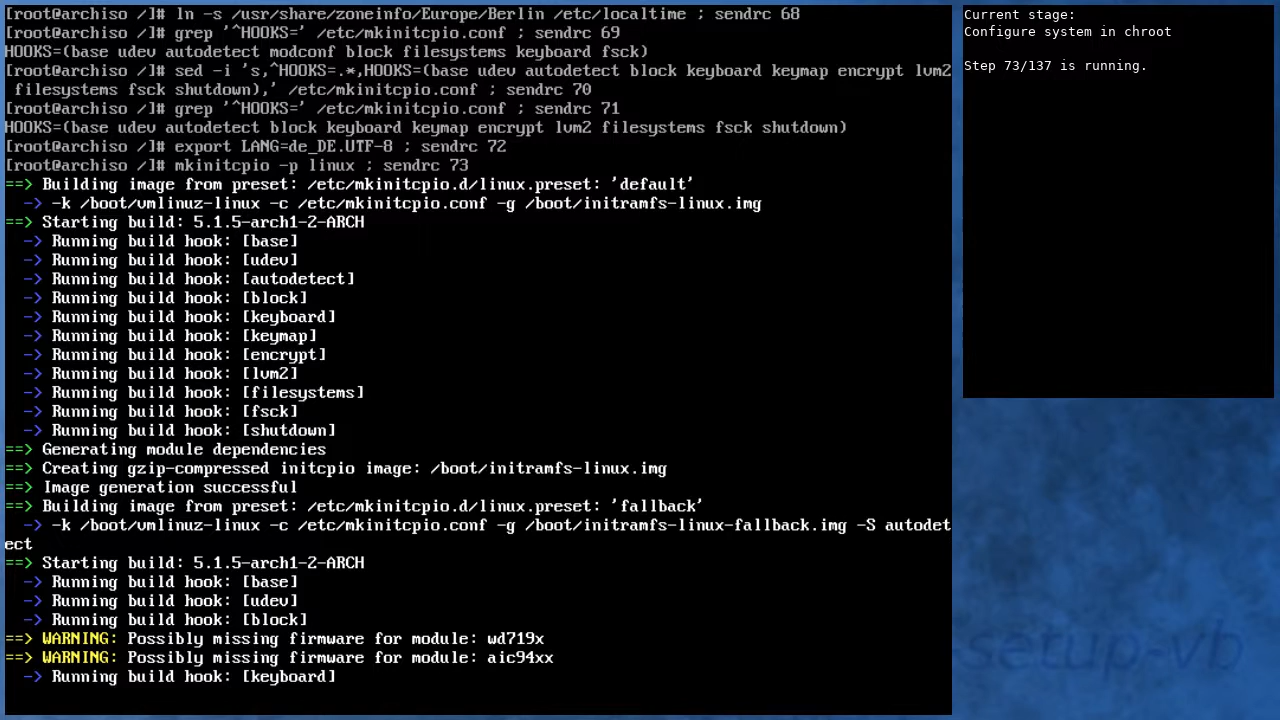 [root@archiso /]# ln -s /usr/share/zoneinfo/Europe/Berlin /etc/localtime ; sendrc 68
[root@archiso /]# grep '^HOOKS=' /etc/mkinitcpio.conf ; sendrc 69
HOOKS=(base udev autodetect modconf block filesystems keyboard fsck)
[root@archiso /]# sed -i 's,^HOOKS=.*,HOOKS=(base udev autodetect block keyboard keymap encrypt lvm2
 filesystems fsck shutdown),' /etc/mkinitcpio.conf ; sendrc 70
[root@archiso /]# grep '^HOOKS=' /etc/mkinitcpio.conf ; sendrc 71
HOOKS=(base udev autodetect block keyboard keymap encrypt lvm2 filesystems fsck shutdown)
[root@archiso /]# export LANG=de_DE.UTF-8 ; sendrc 72
[root@archiso /]# mkinitcpio -p linux ; sendrc 73
==> Building image from preset: /etc/mkinitcpio.d/linux.preset: 'default'
  -> -k /boot/vmlinuz-linux -c /etc/mkinitcpio.conf -g /boot/initramfs-linux.img
==> Starting build: 5.1.5-arch1-2-ARCH
  -> Running build hook: [base]
  -> Running build hook: [udev]
  -> Running build hook: [autodetect]
  -> Running build hook: [block]
  -> Running build hook: [keyboard]
  -> Running build hook: [keymap]
  -> Running build hook: [encrypt]
  -> Running build hook: [lvm2]
  -> Running build hook: [filesystems]
  -> Running build hook: [fsck]
  -> Running build hook: [shutdown]
==> Generating module dependencies
==> Creating gzip-compressed initcpio image: /boot/initramfs-linux.img
==> Image generation successful
==> Building image from preset: /etc/mkinitcpio.d/linux.preset: 'fallback'
  -> -k /boot/vmlinuz-linux -c /etc/mkinitcpio.conf -g /boot/initramfs-linux-fallback.img -S autodet
ect
==> Starting build: 5.1.5-arch1-2-ARCH
  -> Running build hook: [base]
  -> Running build hook: [udev]
  -> Running build hook: [block]
==> WARNING: Possibly missing firmware for module: wd719x
==> WARNING: Possibly missing firmware for module: aic94xx
  -> Running build hook: [keyboard]
Current stage:
Configure system in chroot
Step 73/137 is running.
setup-vb